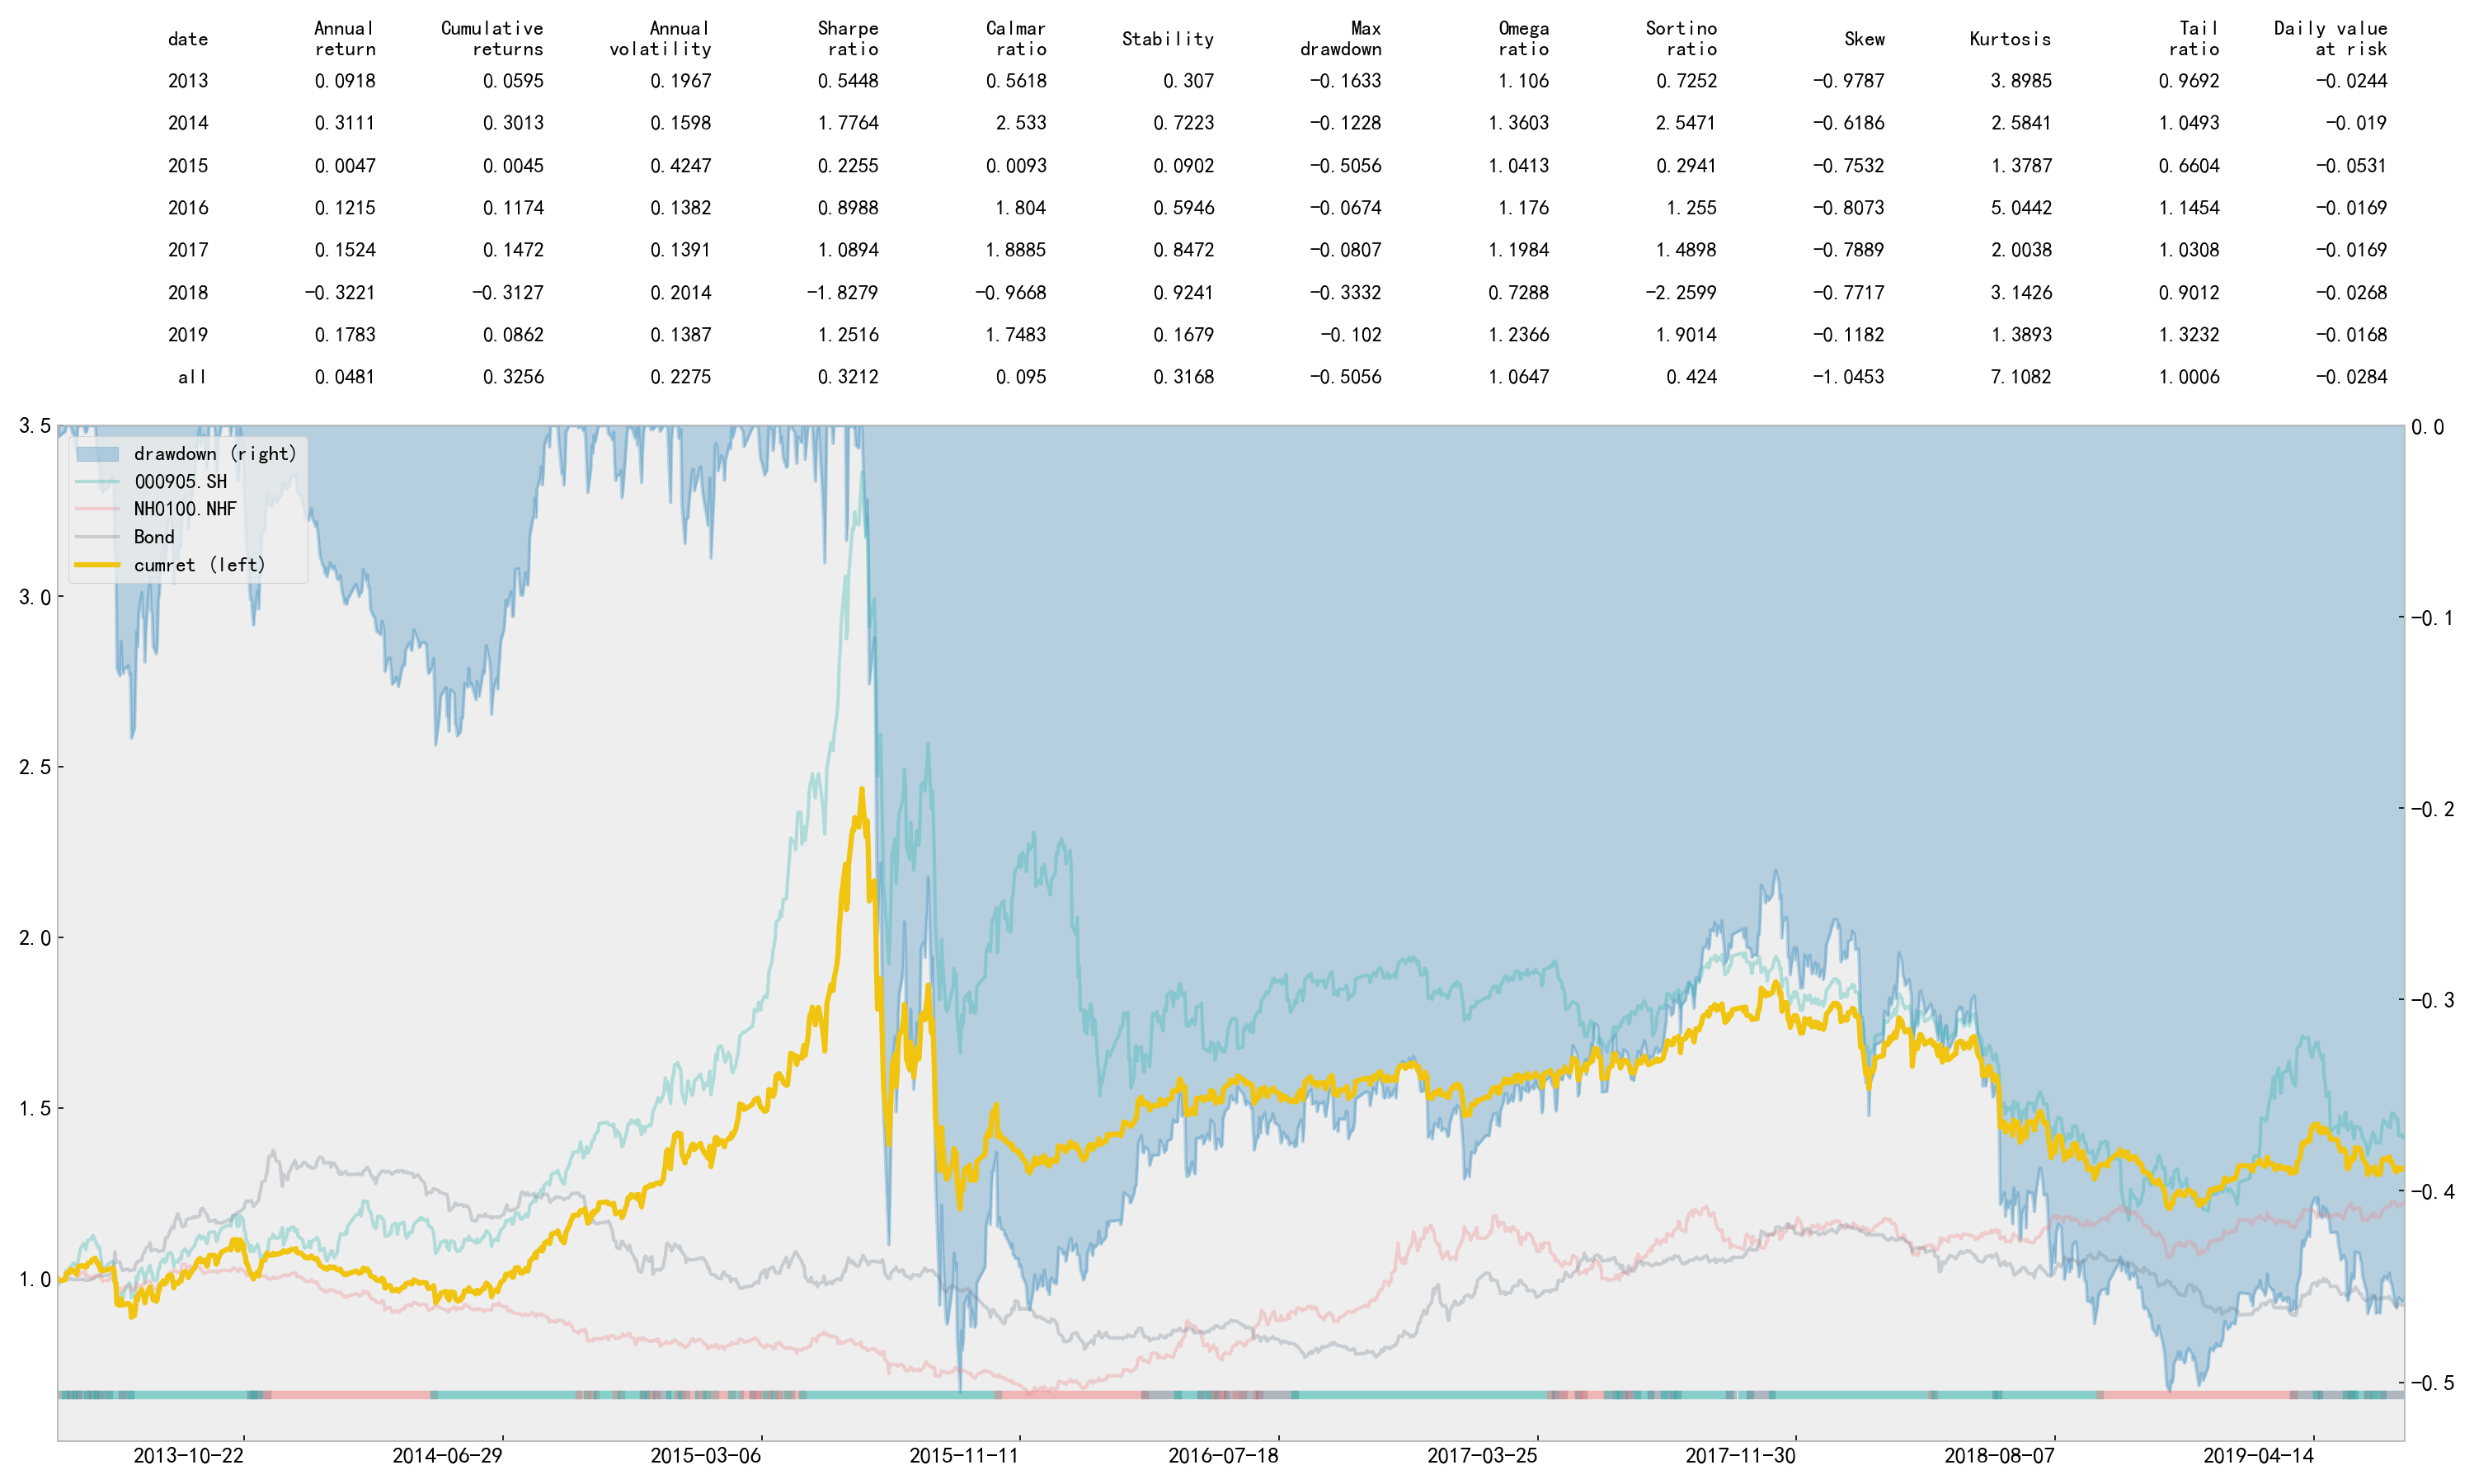 date Annual return Cumulative returns Annual volatility Sharpe ratio Calmar ratio Stability Max drawdown Omega ratio Sortino ratio Skew Kurtosis Tail ratio Daily value at risk
2013 0.0918 0.0595 0.1967 0.5448 0.5618 0.307 −0.1633 1.106 0.7252 −0.9787 3.8985 0.9692 −0.0244
2014 0.3111 0.3013 0.1598 1.7764 2.533 0.7223 −0.1228 1.3603 2.5471 −0.6186 2.5841 1.0493 −0.019
2015 0.0047 0.0045 0.4247 0.2255 0.0093 0.0902 −0.5056 1.0413 0.2941 −0.7532 1.3787 0.6604 −0.0531
2016 0.1215 0.1174 0.1382 0.8988 1.804 0.5946 −0.0674 1.176 1.255 −0.8073 5.0442 1.1454 −0.0169
2017 0.1524 0.1472 0.1391 1.0894 1.8885 0.8472 −0.0807 1.1984 1.4898 −0.7889 2.0038 1.0308 −0.0169
2018 −0.3221 −0.3127 0.2014 −1.8279 −0.9668 0.9241 −0.3332 0.7288 −2.2599 −0.7717 3.1426 0.9012 −0.0268
2019 0.1783 0.0862 0.1387 1.2516 1.7483 0.1679 −0.102 1.2366 1.9014 −0.1182 1.3893 1.3232 −0.0168
all 0.0481 0.3256 0.2275 0.3212 0.095 0.3168 −0.5056 1.0647 0.424 −1.0453 7.1082 1.0006 −0.0284
3.5
3.0
2.5
2.0
1.5
1.0
drawdown (right)
000905.SH
NH0100.NHF
Bond
cumret (left)
0.0
−0.1
−0.2
−0.3
−0.4
−0.5
2013−10−22 2014−06−29 2015−03−06 2015−11−11 2016−07−18 2017−03−25 2017−11−30 2018−08−07 2019−04−14